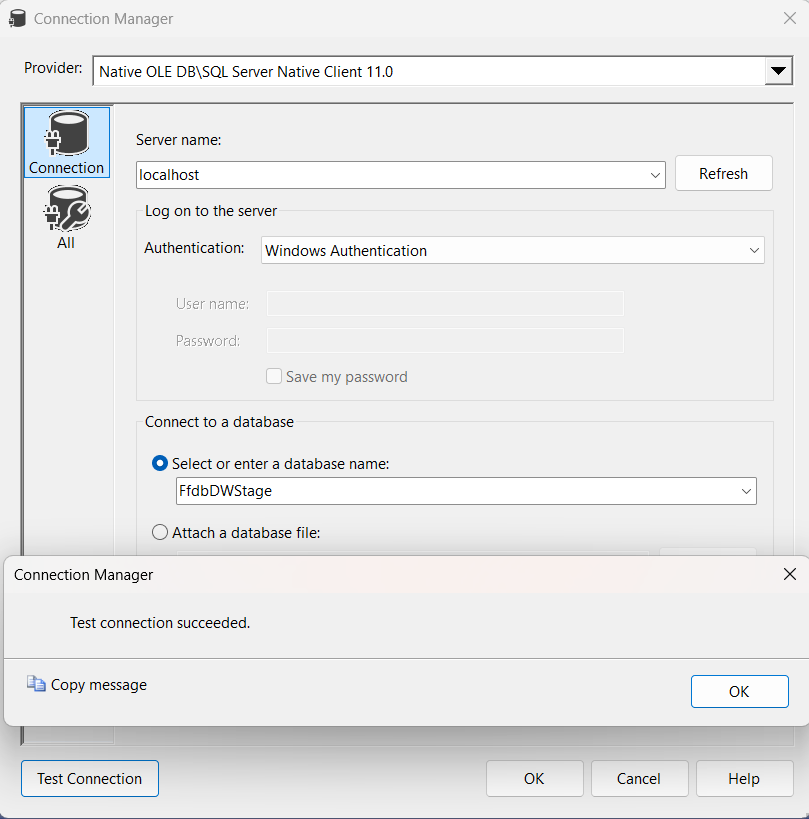 Connection Manager
Provider: Native OLE DB\SQL Server Native Client 11.0
Connection
All
Server name:
localhost
Refresh
Log on to the server
Authentication: Windows Authentication
User name:
Password:
Save my password
Connect to a database
Select or enter a database name:
FfdbDWStage
Attach a database file:
Connection Manager
Test connection succeeded.
Copy message
OK
Test Connection OK Cancel Help